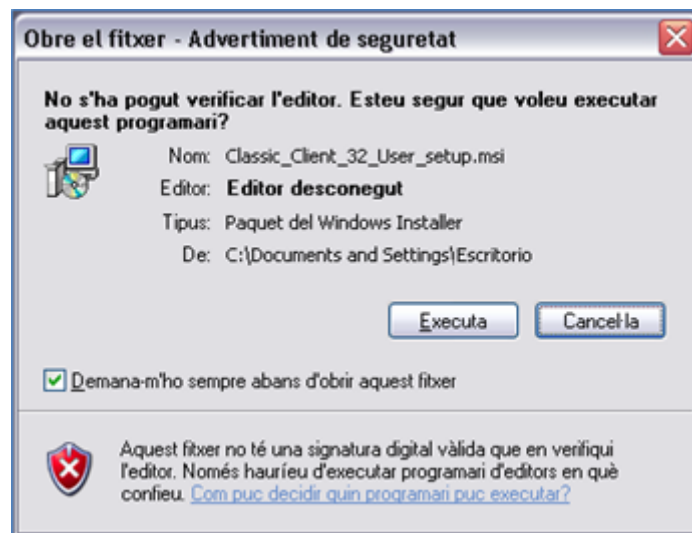 Obre el fitxer - Advertiment de seguretat
No s'ha pogut verificar l'editor. Esteu segur que voleu executar
aquest programari?
Nom: Classic_Client_32_User_setup.msi
Editor: Editor desconegut
Tipus: Paquet del Windows Installer
De: C:\Documents and Settings\Escritorio
Executa
Cancel·la
Demana-m'ho sempre abans d'obrir aquest fitxer
Aquest fitxer no té una signatura digital vàlida que en verifiqui
l'editor. Només hauríeu d'executar programari d'editors en què
confieu. Com puc decidir quin programari puc executar?